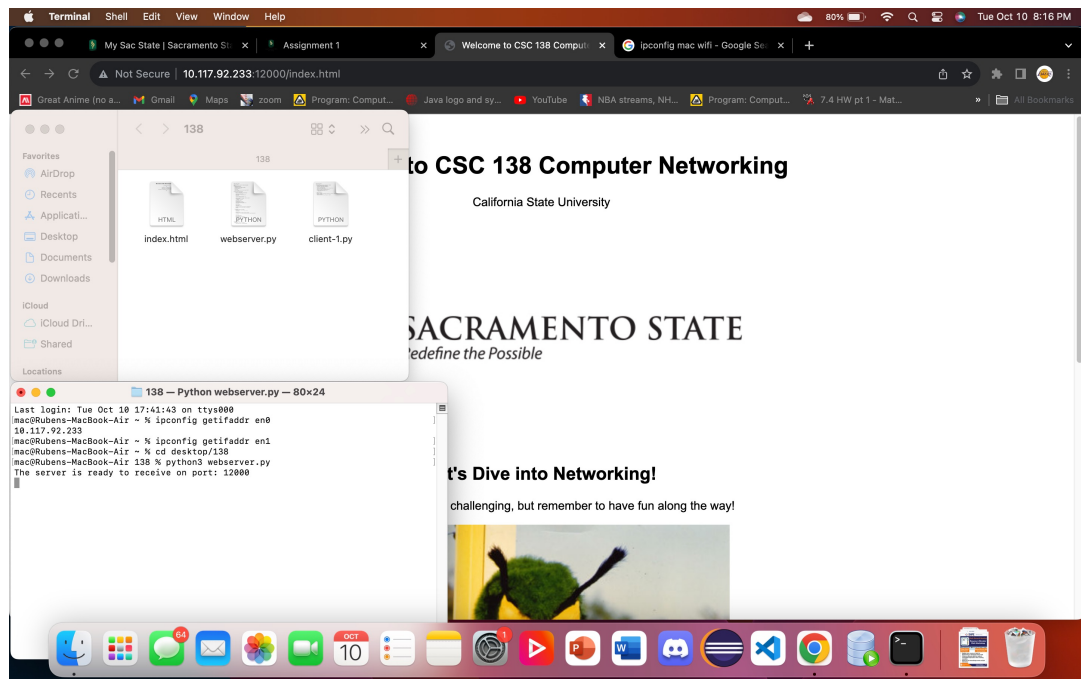 Terminal Shell Edit View Window Help 80% Tue Oct 10 8:16 PM
My Sac State | Sacramento St Assignment 1 Welcome to CSC 138 Comput ipconfig mac wifi - Google Se
Not Secure | 10.117.92.233:12000/index.html
Great Anime (no a... Gmail Maps zoom Program: Comput... Java logo and sy... YouTube NBA streams, NH... Program: Comput... 7.4 HW pt 1 - Mat... » All Bookmarks
138
138
Favorites
AirDrop
Recents
Applicati...
Desktop
Documents
Downloads
iCloud
iCloud Dri...
Shared
Locations
HTML PYTHON PYTHON
index.html webserver.py client-1.py
to CSC 138 Computer Networking
California State University
SACRAMENTO STATE
Redefine the Possible
t's Dive into Networking!
challenging, but remember to have fun along the way!
138 — Python webserver.py — 80×24
Last login: Tue Oct 10 17:41:43 on ttys000
[mac@Rubens-MacBook-Air ~ % ipconfig getifaddr en0 ]
10.117.92.233
[mac@Rubens-MacBook-Air ~ % ipconfig getifaddr en1 ]
[mac@Rubens-MacBook-Air ~ % cd desktop/138 ]
[mac@Rubens-MacBook-Air 138 % python3 webserver.py ]
The server is ready to receive on port: 12000
64 OCT 10 1 P W >_